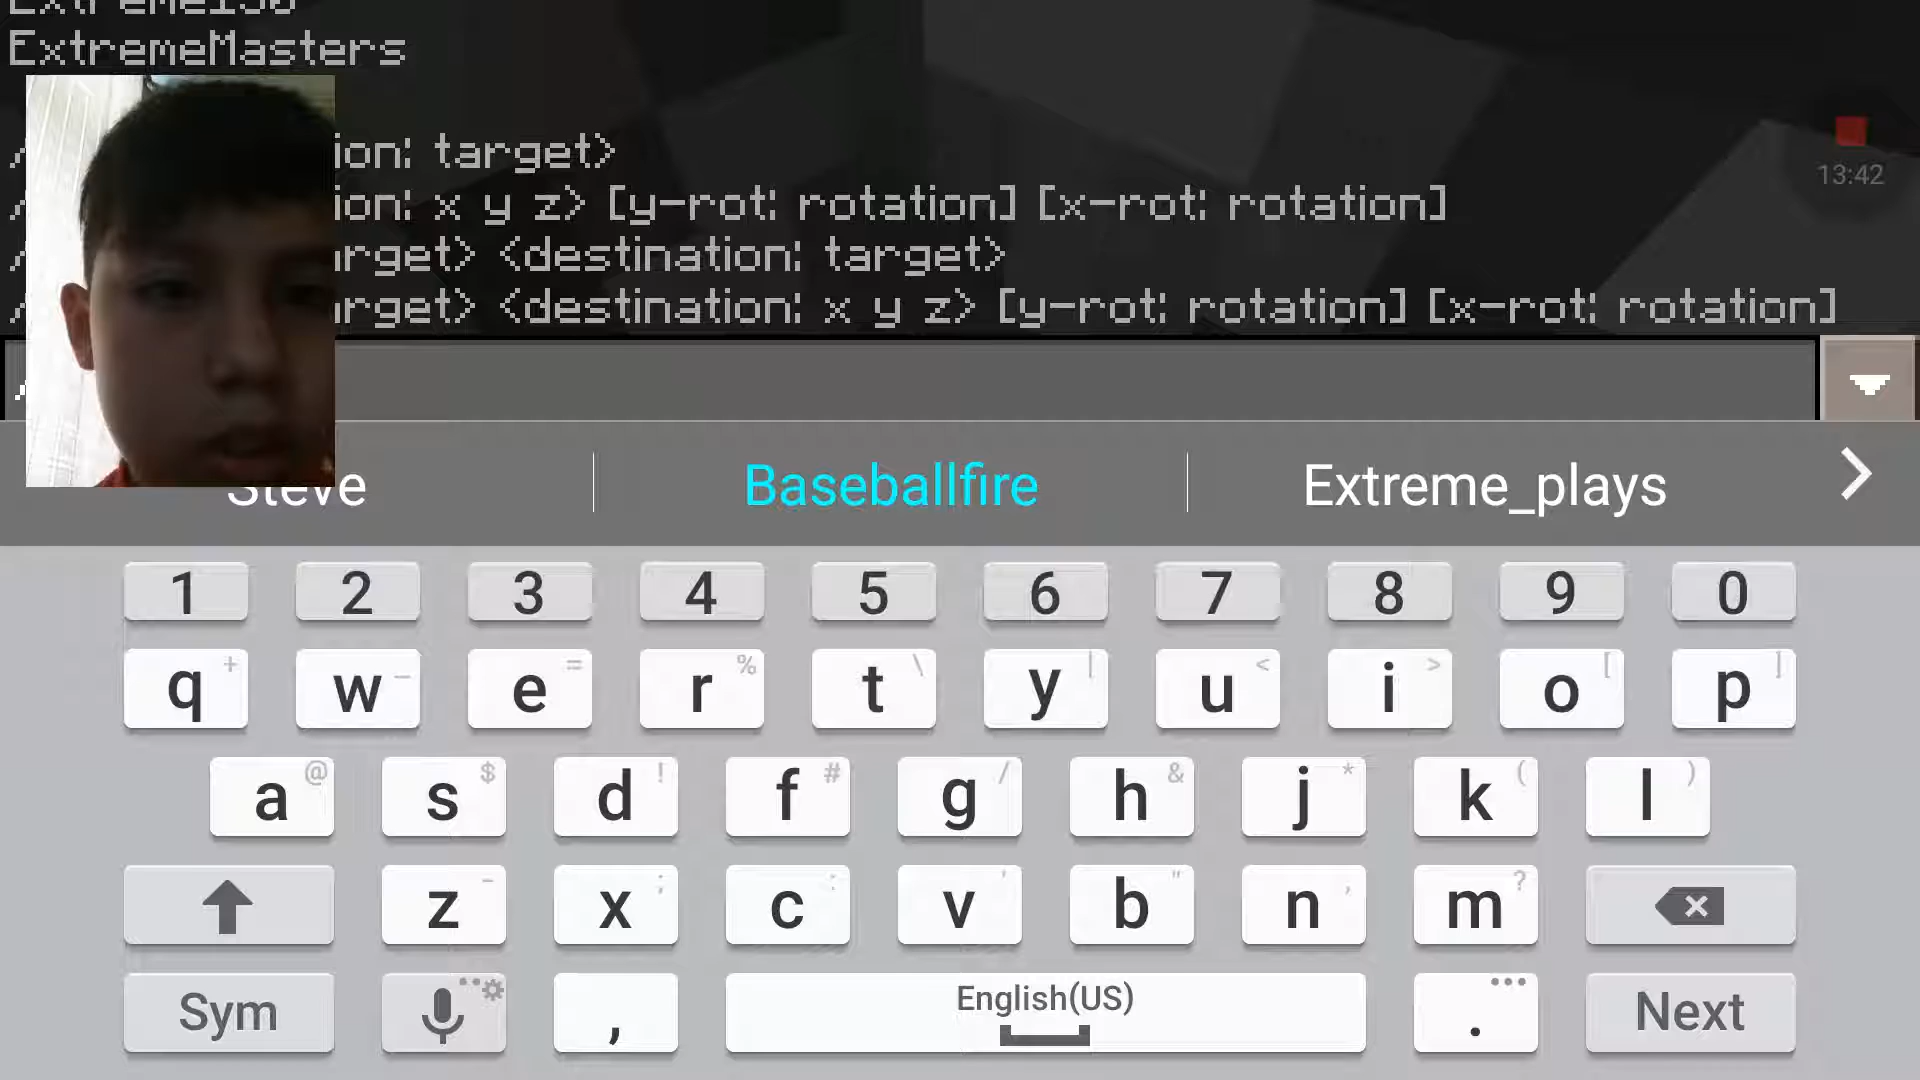 ExtremeMasters
ion: target>
ion: x y z> [y-rot: rotation] [x-rot: rotation]
rget> <destination: target>
rget> <destination: x y z> [y-rot: rotation] [x-rot: rotation]
13:42
Steve
Baseballfire
Extreme_plays
1 2 3 4 5 6 7 8 9 0
q + w – e = r % t \ y | u < i > o [ p ]
a @ s $ d ! f # g / h & j * k ( l )
z - x ; c : v ' b " n , m ?
Sym , English(US) . Next